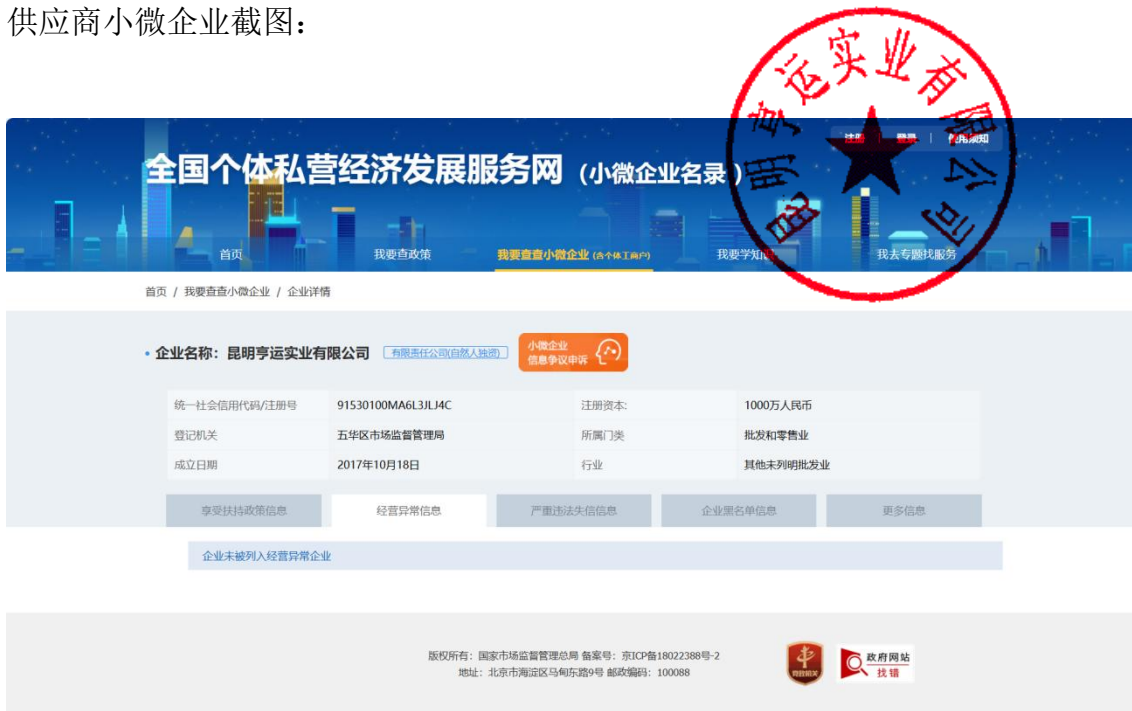 供应商小微企业截图：
昆明亨运实业有限公司
注册 | 登录 | 使用须知
全国个体私营经济发展服务网（小微企业名录）
首页 我要查政策 我要查查小微企业 (含个体工商户) 我要学知识 我去专题找服务
首页 / 我要查查小微企业 / 企业详情
• 企业名称：昆明亨运实业有限公司 有限责任公司(自然人独资)
小微企业
信息争议申诉
统一社会信用代码/注册号 91530100MA6L3JLJ4C 注册资本: 1000万人民币
登记机关 五华区市场监督管理局 所属门类 批发和零售业
成立日期 2017年10月18日 行业 其他未列明批发业
享受扶持政策信息 经营异常信息 严重违法失信信息 企业黑名单信息 更多信息
企业未被列入经营异常企业
版权所有：国家市场监督管理总局 备案号：京ICP备18022388号-2
地址：北京市海淀区马甸东路9号 邮政编码：100088
党政机关
政府网站
找错